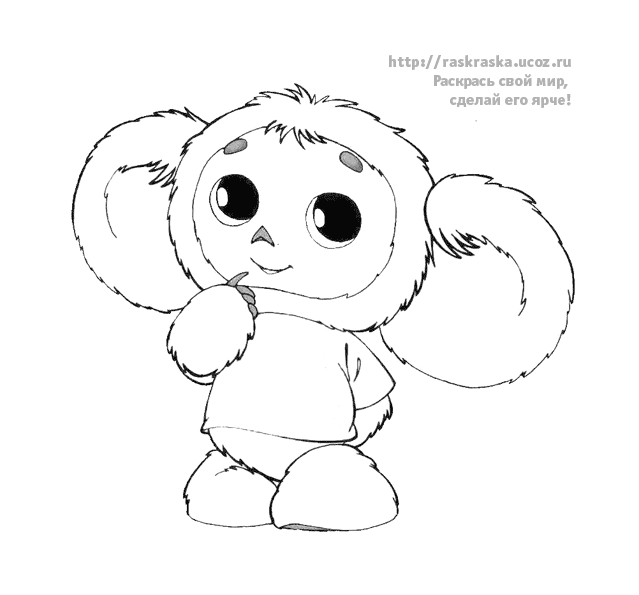 http://raskraska.ucoz.ru
Раскрась свой мир,
сделай его ярче!